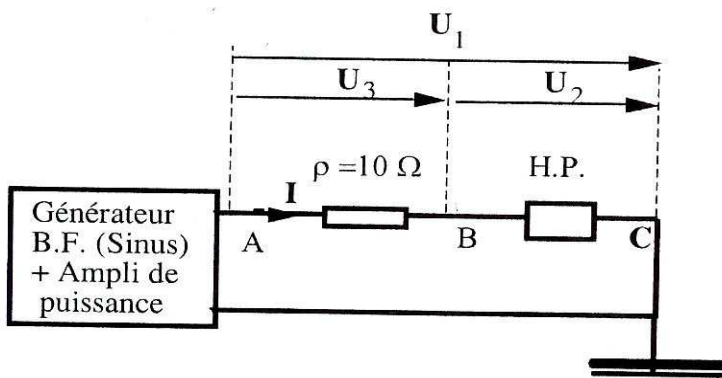 U1
U3
U2
ρ =10 Ω
H.P.
I
Générateur
B.F. (Sinus)
+ Ampli de
puissance
A
B
C